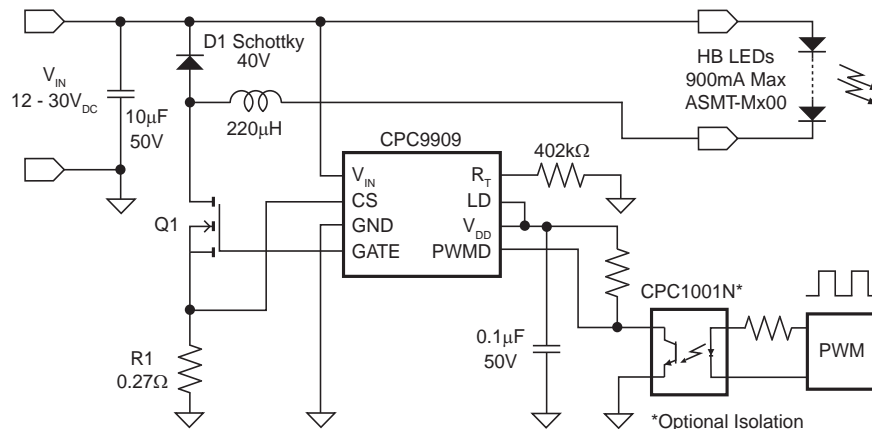 D1 Schottky
40V
V_IN
12 - 30V_DC
10µF
50V
220µH
HB LEDs
900mA Max
ASMT-Mx00
CPC9909
V_IN
CS
GND
GATE
R_T
LD
V_DD
PWMD
402kΩ
Q1
R1
0.27Ω
0.1µF
50V
CPC1001N*
PWM
*Optional Isolation